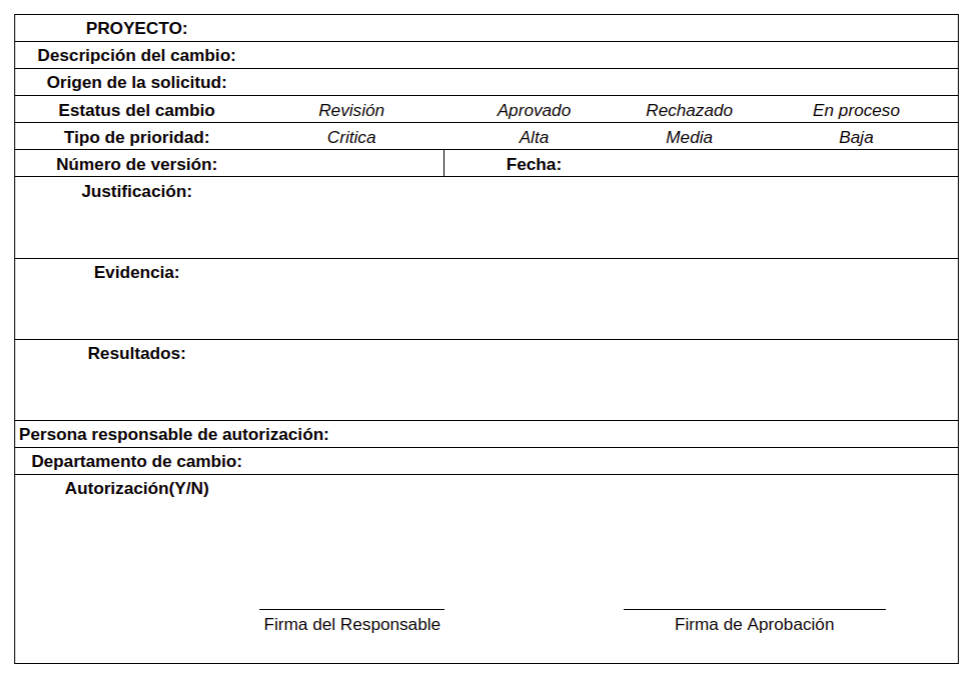 PROYECTO:
Descripción del cambio:
Origen de la solicitud:
Estatus del cambio Revisión Aprovado Rechazado En proceso
Tipo de prioridad: Critica Alta Media Baja
Número de versión: Fecha:
Justificación:
Evidencia:
Resultados:
Persona responsable de autorización:
Departamento de cambio:
Autorización(Y/N)
Firma del Responsable Firma de Aprobación